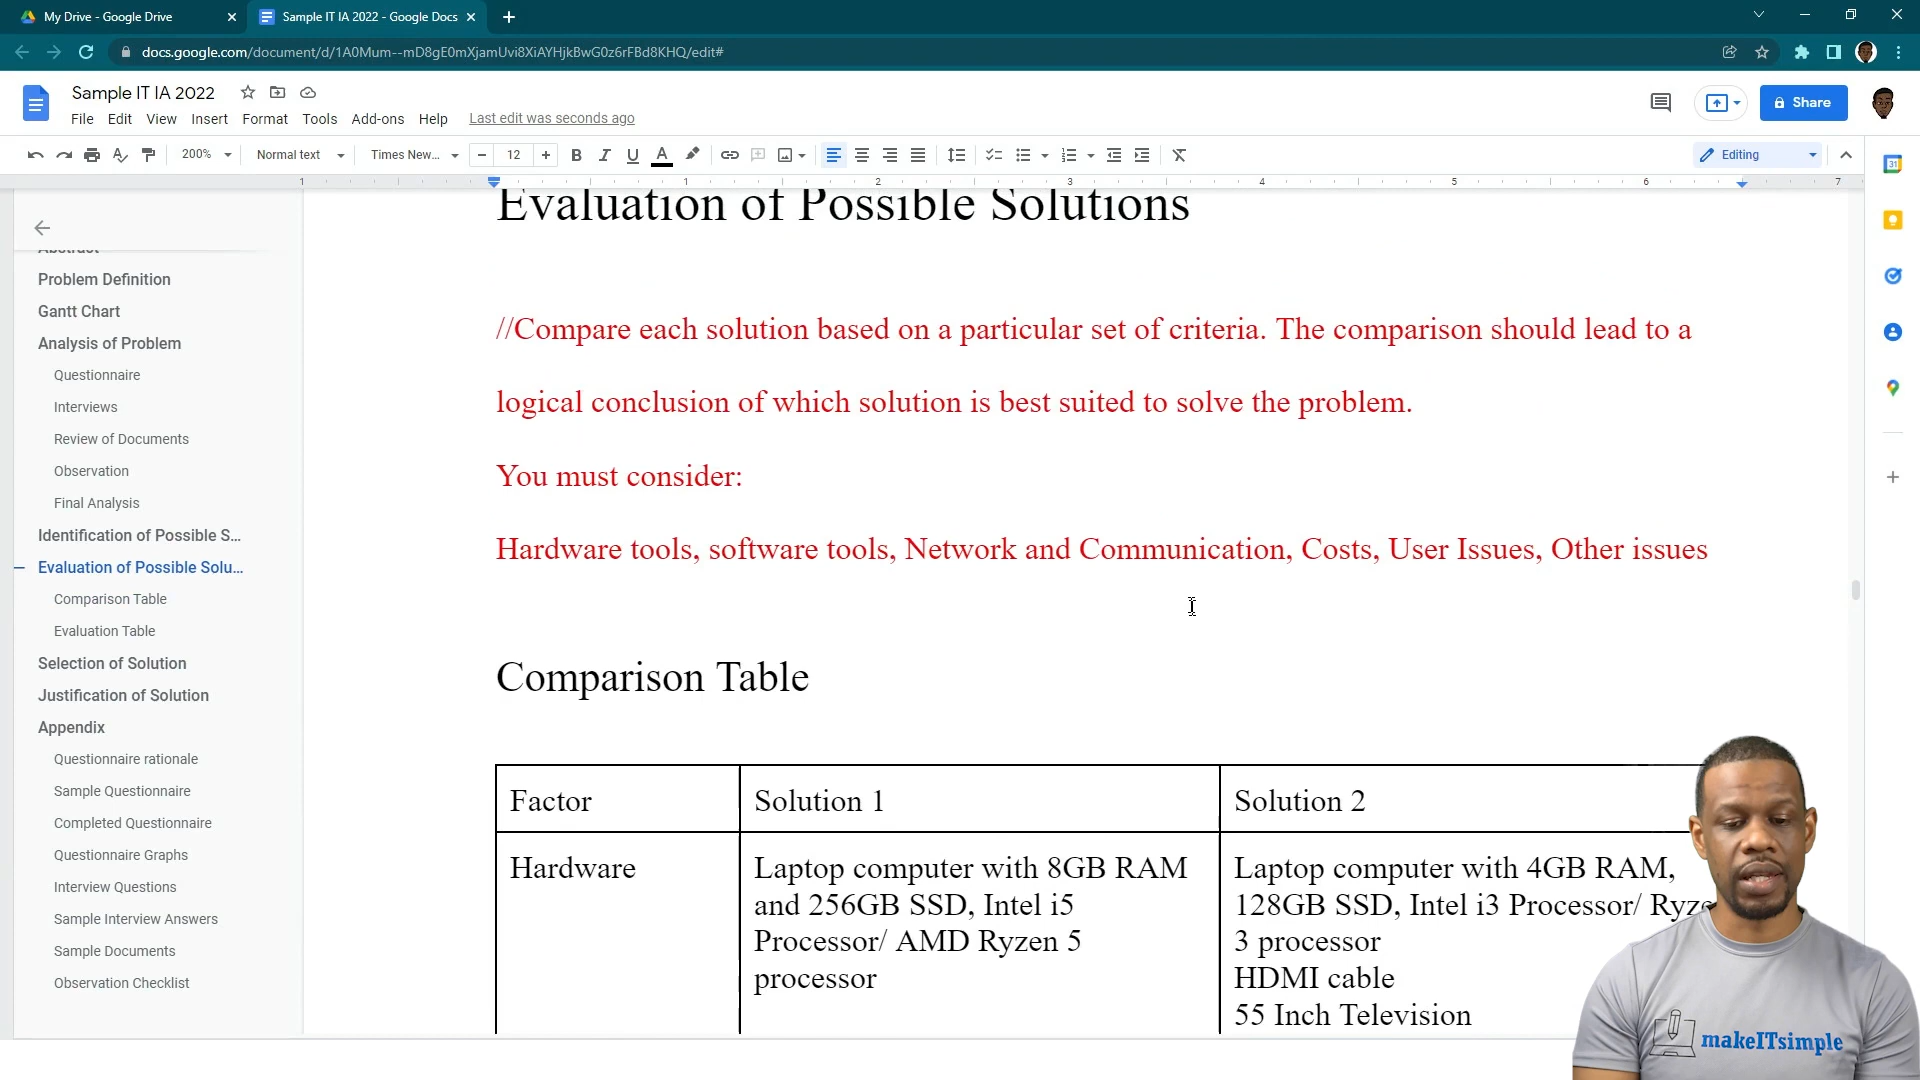 My Drive - Google Drive
Sample IT IA 2022 - Google Docs
docs.google.com/document/d/1A0Mum--mD8gE0mXjamUvi8XiAYHjkBwG0z6rFBd8KHQ/edit#
Sample IT IA 2022
File Edit View Insert Format Tools Add-ons Help Last edit was seconds ago
Share
200% Normal text Times New... 12 Editing
1 1 2 3 4 5 6 7
Problem Definition
Gantt Chart
Analysis of Problem
Questionnaire
Interviews
Review of Documents
Observation
Final Analysis
Identification of Possible S...
Evaluation of Possible Solu...
Comparison Table
Evaluation Table
Selection of Solution
Justification of Solution
Appendix
Questionnaire rationale
Sample Questionnaire
Completed Questionnaire
Questionnaire Graphs
Interview Questions
Sample Interview Answers
Sample Documents
Observation Checklist
Evaluation of Possible Solutions
//Compare each solution based on a particular set of criteria. The comparison should lead to a
logical conclusion of which solution is best suited to solve the problem.
You must consider:
Hardware tools, software tools, Network and Communication, Costs, User Issues, Other issues
Comparison Table
Factor
Solution 1
Solution 2
Hardware
Laptop computer with 8GB RAM
and 256GB SSD, Intel i5
Processor/ AMD Ryzen 5
processor
Laptop computer with 4GB RAM,
128GB SSD, Intel i3 Processor/
3 processor
HDMI cable
55 Inch Television
31
makeITsimple